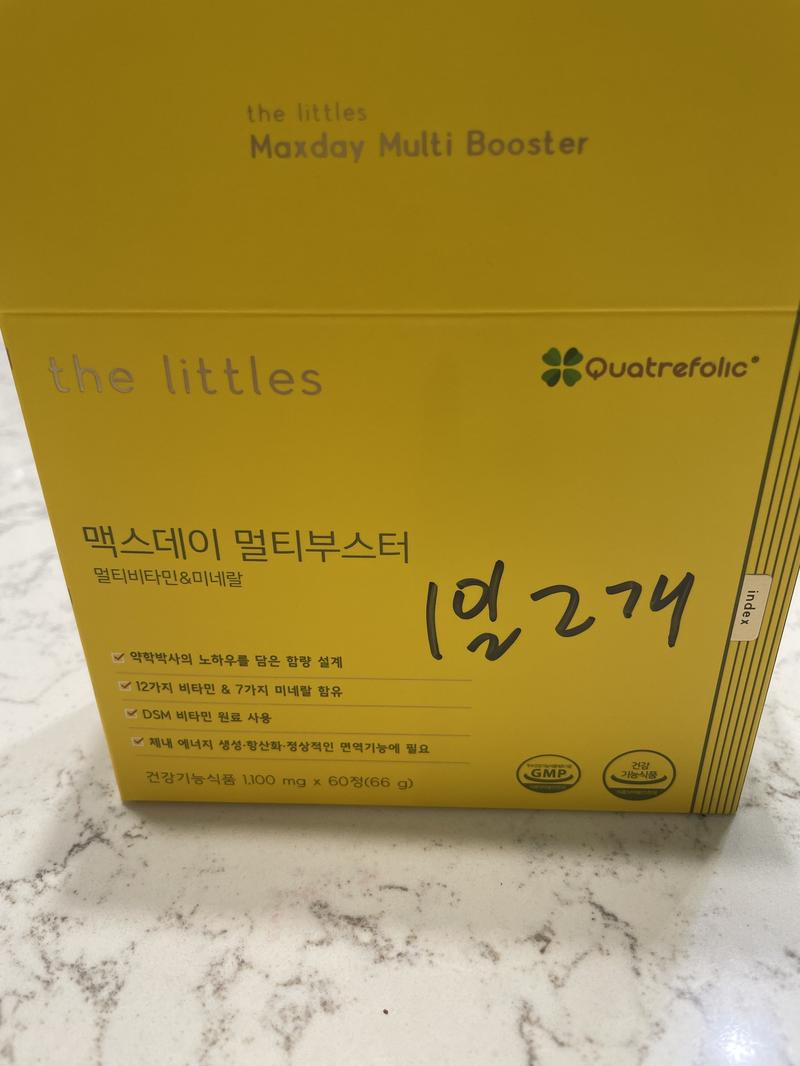 the littles
Maxday Multi Booster
the littles
Quatrefolic®
맥스데이 멀티부스터
멀티비타민&미네랄
1일 2개
index
약학박사의 노하우를 담은 함량 설계
12가지 비타민 & 7가지 미네랄 함유
DSM 비타민 원료 사용
체내 에너지 생성·항산화·정상적인 면역기능에 필요
건강기능식품 1,100 mg x 60정(66 g)
GMP
건강
기능식품